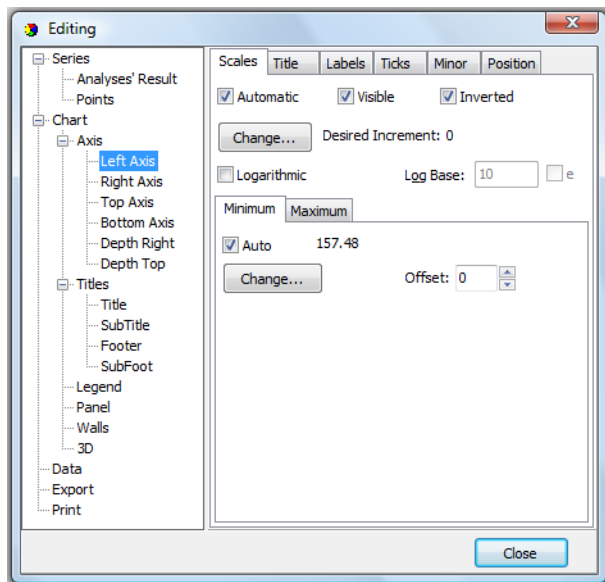 Editing
Series
Analyses' Result
Points
Chart
Axis
Left Axis
Right Axis
Top Axis
Bottom Axis
Depth Right
Depth Top
Titles
Title
SubTitle
Footer
SubFoot
Legend
Panel
Walls
3D
Data
Export
Print
Scales Title Labels Ticks Minor Position
Automatic Visible Inverted
Change... Desired Increment: 0
Logarithmic Log Base: 10 e
Minimum Maximum
Auto 157.48
Change... Offset: 0
Close